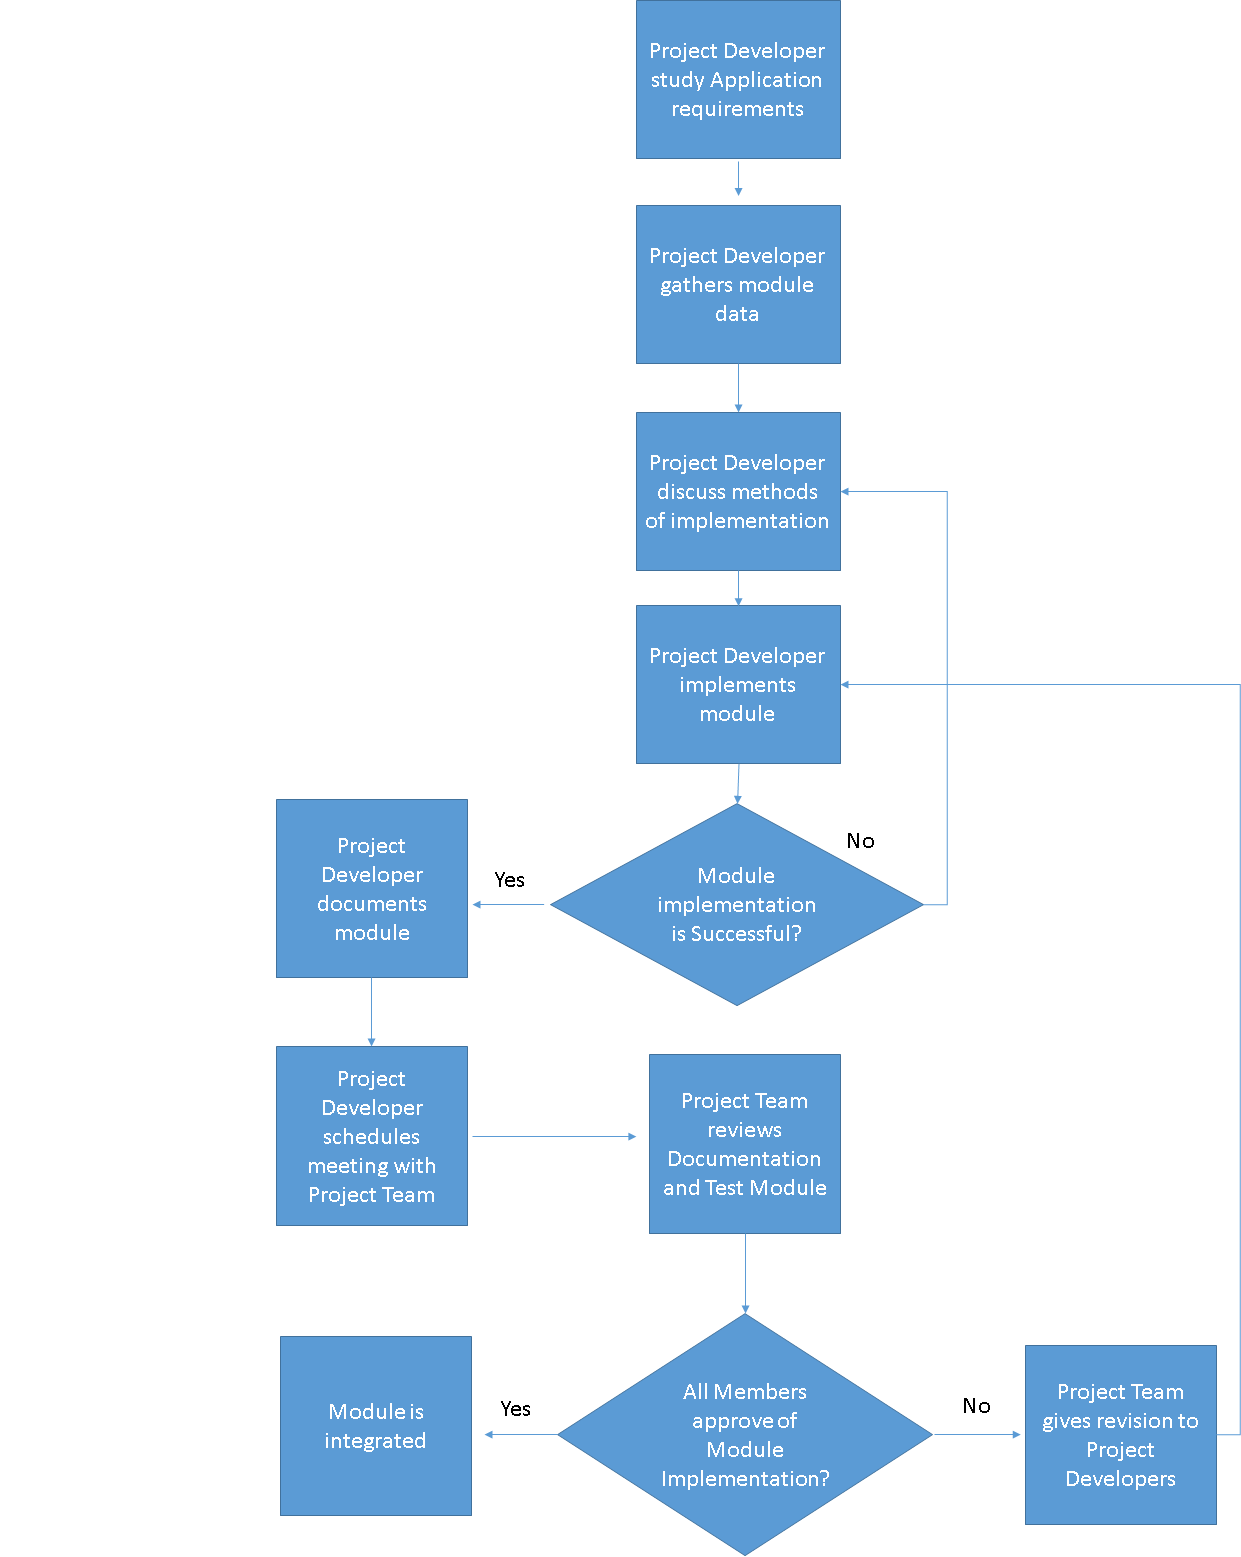 Project Developer
study Application
requirements
Project Developer
gathers module
data
Project Developer
discuss methods
of implementation
Project Developer
implements
module
No
Module
implementation
is Successful?
Yes
Project
Developer
documents
module
Project
Developer
schedules
meeting with
Project Team
Project Team
reviews
Documentation
and Test Module
All Members
approve of
Module
Implementation?
Yes
Module is
integrated
No
Project Team
gives revision to
Project
Developers